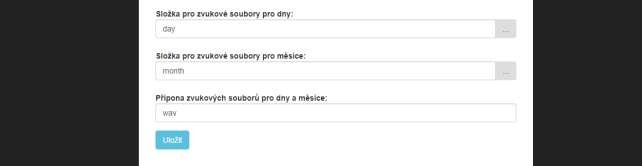 Složka pro zvukové soubory pro dny:
day
...
Složka pro zvukové soubory pro měsíce:
month
...
Přípona zvukových souborů pro dny a měsíce:
wav
Uložit